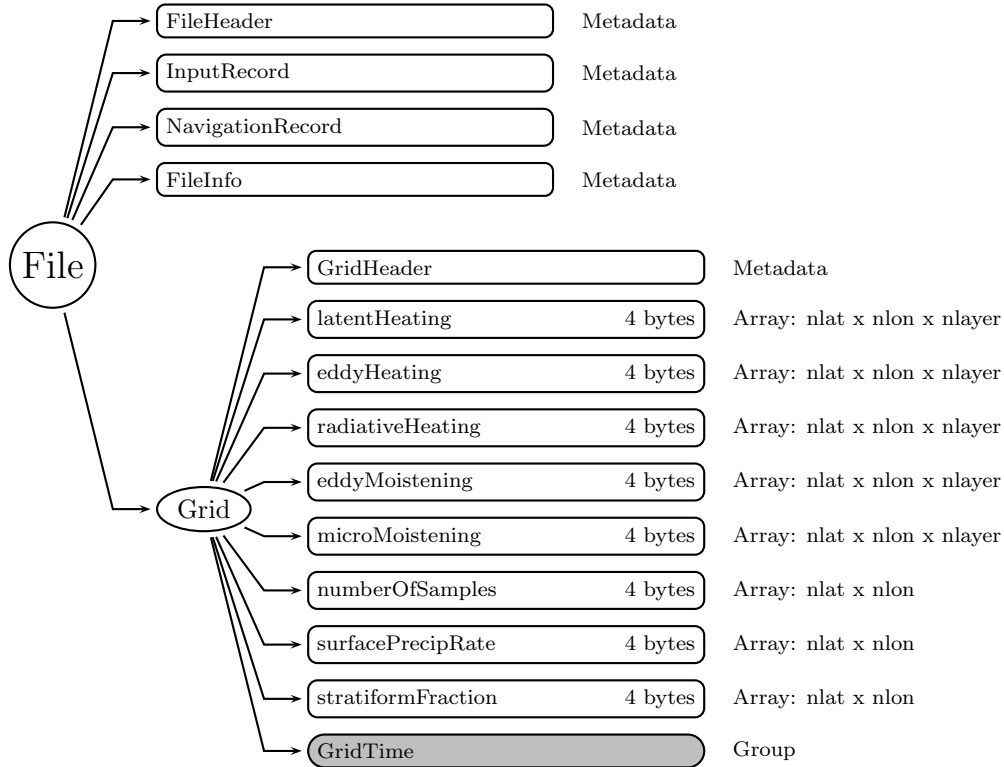 FileHeader Metadata
InputRecord Metadata
NavigationRecord Metadata
FileInfo Metadata
File
GridHeader Metadata
latentHeating 4 bytes Array: nlat x nlon x nlayer
eddyHeating 4 bytes Array: nlat x nlon x nlayer
radiativeHeating 4 bytes Array: nlat x nlon x nlayer
eddyMoistening 4 bytes Array: nlat x nlon x nlayer
Grid
microMoistening 4 bytes Array: nlat x nlon x nlayer
numberOfSamples 4 bytes Array: nlat x nlon
surfacePrecipRate 4 bytes Array: nlat x nlon
stratiformFraction 4 bytes Array: nlat x nlon
GridTime Group